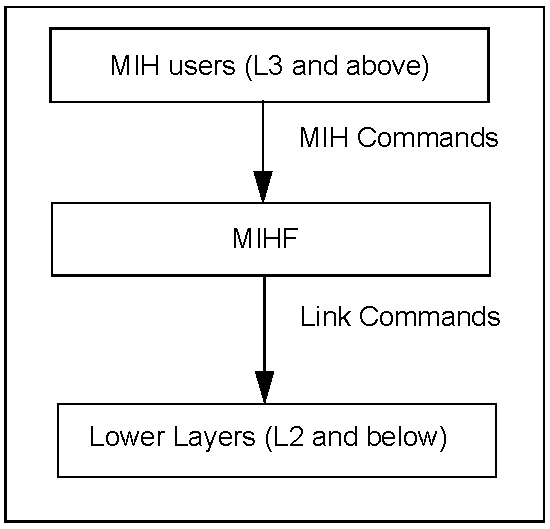 MIH users (L3 and above)
MIH Commands
MIHF
Link Commands
Lower Layers (L2 and below)